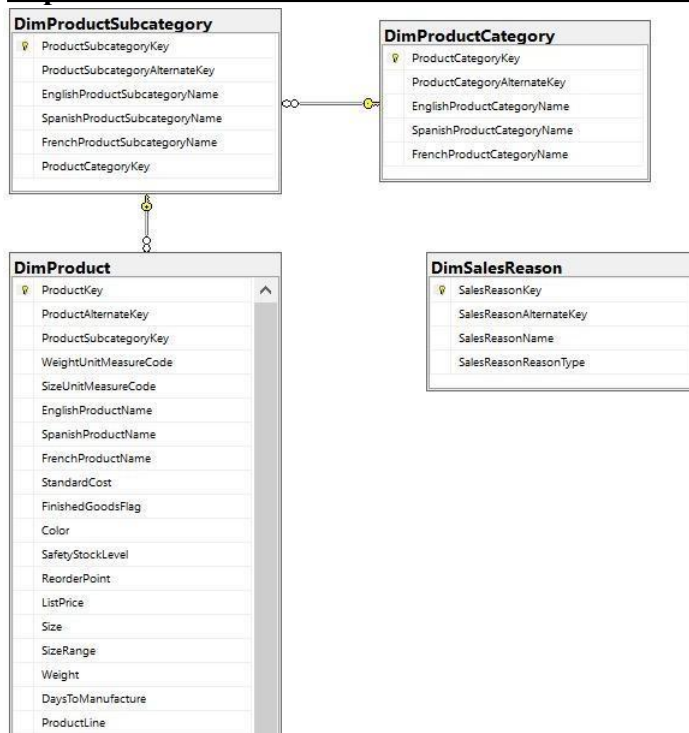 DimProductSubcategory
ProductSubcategoryKey
ProductSubcategoryAlternateKey
EnglishProductSubcategoryName
SpanishProductSubcategoryName
FrenchProductSubcategoryName
ProductCategoryKey
DimProductCategory
ProductCategoryKey
ProductCategoryAlternateKey
EnglishProductCategoryName
SpanishProductCategoryName
FrenchProductCategoryName
DimProduct
ProductKey
ProductAlternateKey
ProductSubcategoryKey
WeightUnitMeasureCode
SizeUnitMeasureCode
EnglishProductName
SpanishProductName
FrenchProductName
StandardCost
FinishedGoodsFlag
Color
SafetyStockLevel
ReorderPoint
ListPrice
Size
SizeRange
Weight
DaysToManufacture
ProductLine
DimSalesReason
SalesReasonKey
SalesReasonAlternateKey
SalesReasonName
SalesReasonReasonType